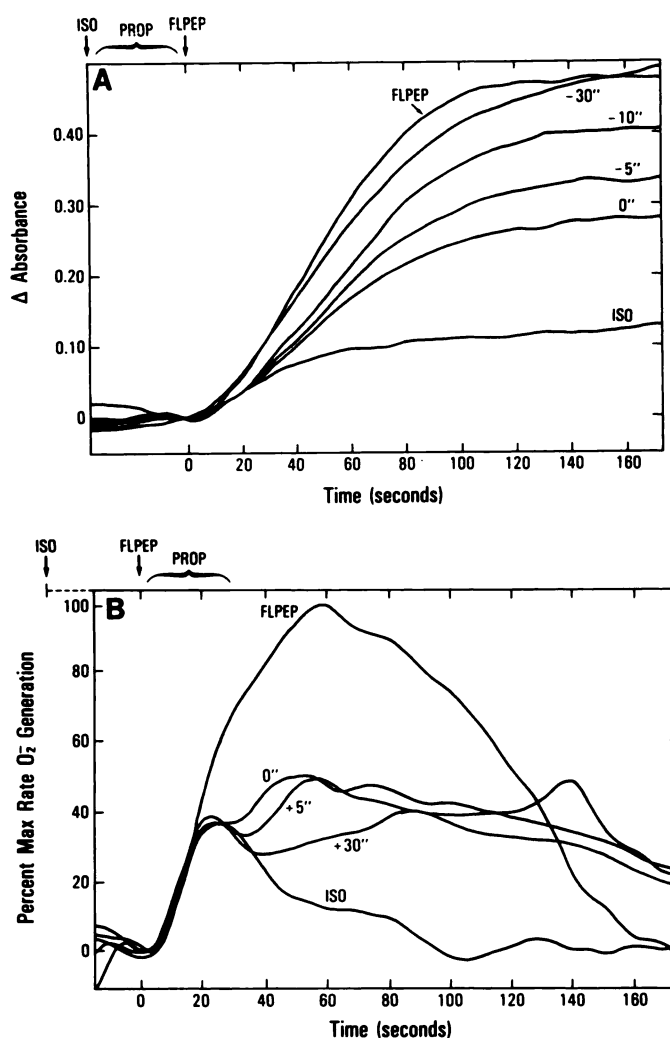 ISO PROP FLPEP
A
FLPEP
-30"
-10"
-5"
0"
ISO
0.40
0.30
0.20
0.10
0
Δ Absorbance
0 20 40 60 80 100 120 140 160
Time (seconds)
ISO FLPEP PROP
B
FLPEP
0"
+5"
+30"
ISO
100
80
60
40
20
0
Percent Max Rate O₂⁻ Generation
0 20 40 60 80 100 120 140 160
Time (seconds)